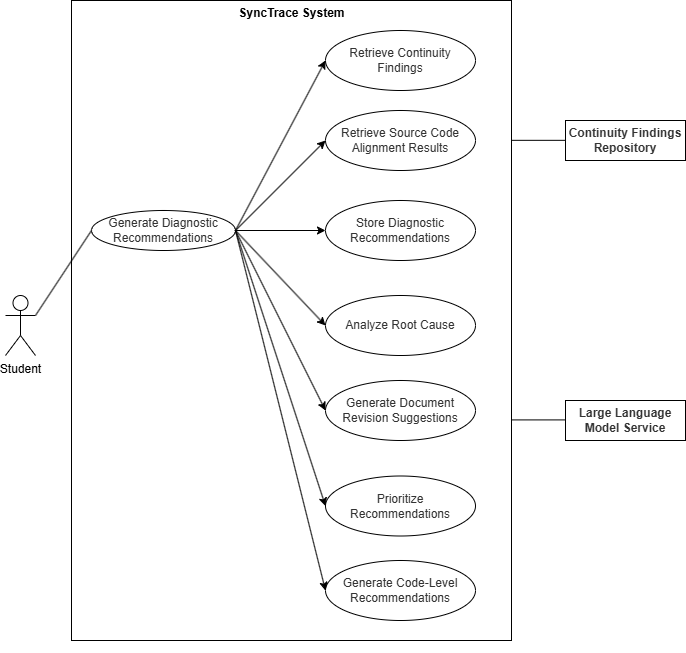 SyncTrace System
Retrieve Continuity
Findings
Retrieve Source Code
Alignment Results
Continuity Findings
Repository
Generate Diagnostic
Recommendations
Store Diagnostic
Recommendations
Analyze Root Cause
Student
Generate Document
Revision Suggestions
Large Language
Model Service
Prioritize
Recommendations
Generate Code-Level
Recommendations